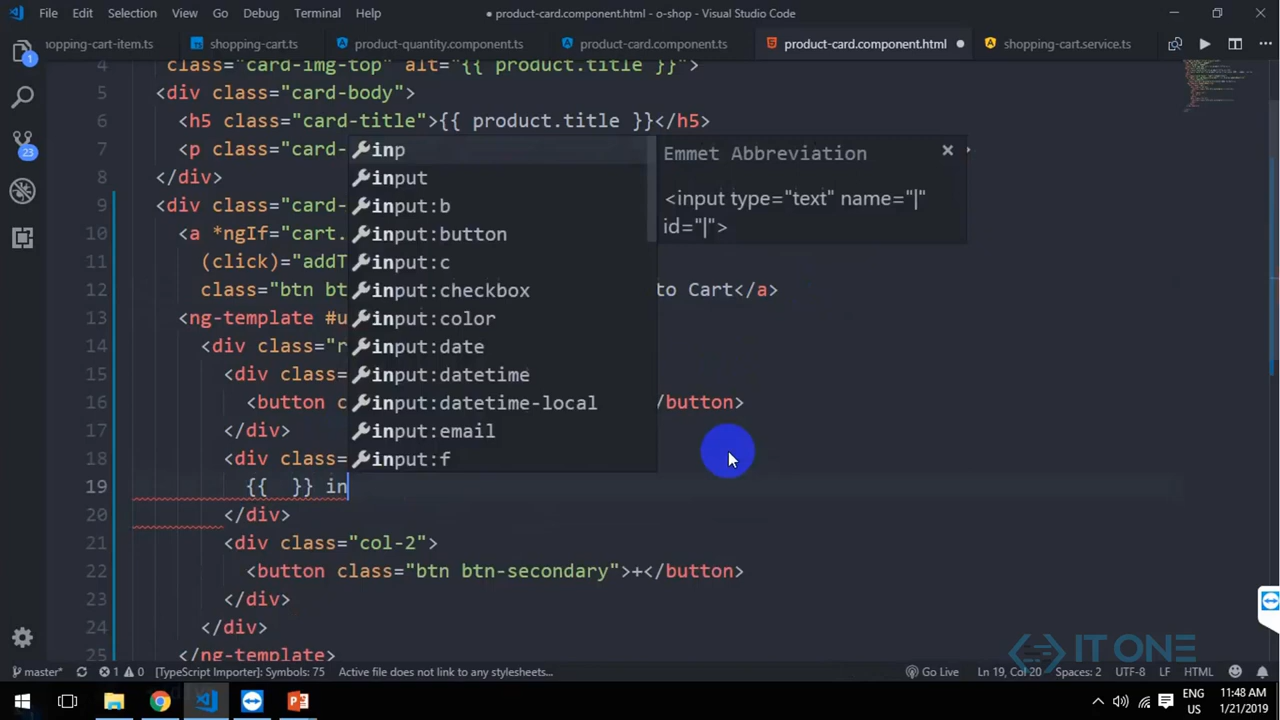 File Edit Selection View Go Debug Terminal Help ● product-card.component.html - o-shop - Visual Studio Code
hopping-cart-item.ts shopping-cart.ts product-quantity.component.ts product-card.component.ts product-card.component.html shopping-cart.service.ts
4 class="card-img-top" alt="{{ product.title }}">
5 <div class="card-body">
6 <h5 class="card-title">{{ product.title }}</h5>
7 <p class="card-
8 </div>
9 <div class="card-
10 <a *ngIf="cart.
11 (click)="addT
12 class="btn bt to Cart</a>
13 <ng-template #u
14 <div class="r
15 <div class=
16 <button c /button>
17 </div>
18 <div class=
19 {{  }} in
20 </div>
21 <div class="col-2">
22 <button class="btn btn-secondary">+</button>
23 </div>
24 </div>
25 </ng-template>
inp
input
input:b
input:button
input:c
input:checkbox
input:color
input:date
input:datetime
input:datetime-local
input:email
input:f
Emmet Abbreviation
<input type="text" name="|"
id="|">
1
23
IT ONE
master* 1 0 [TypeScript Importer]: Symbols: 75 Active file does not link to any stylesheets... Go Live Ln 19, Col 20 Spaces: 2 UTF-8 LF HTML
ENG
US
11:48 AM
1/21/2019